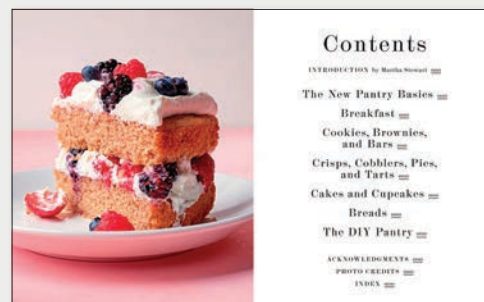 Contents
INTRODUCTION by Martha Stewart
The New Pantry Basics
Breakfast
Cookies, Brownies,
and Bars
Crisps, Cobblers, Pies,
and Tarts
Cakes and Cupcakes
Breads
The DIY Pantry
ACKNOWLEDGMENTS
PHOTO CREDITS
INDEX